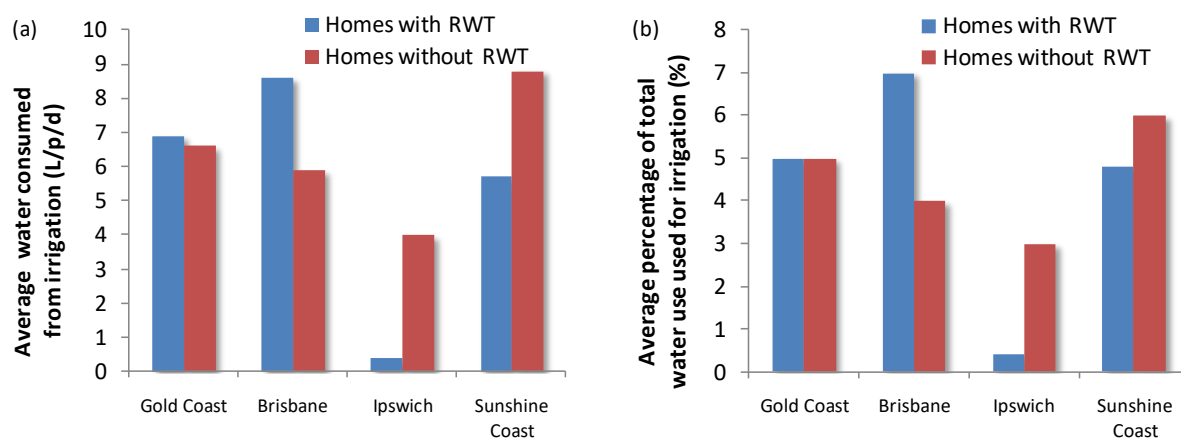 (a)
Homes with RWT
Homes without RWT
Average water consumed
from irrigation (L/p/d)
10
9
8
7
6
5
4
3
2
1
0
Gold Coast
Brisbane
Ipswich
Sunshine
Coast
(b)
Homes with RWT
Homes without RWT
Average percentage of total
water use used for irrigation (%)
8
7
6
5
4
3
2
1
0
Gold Coast
Brisbane
Ipswich
Sunshine
Coast